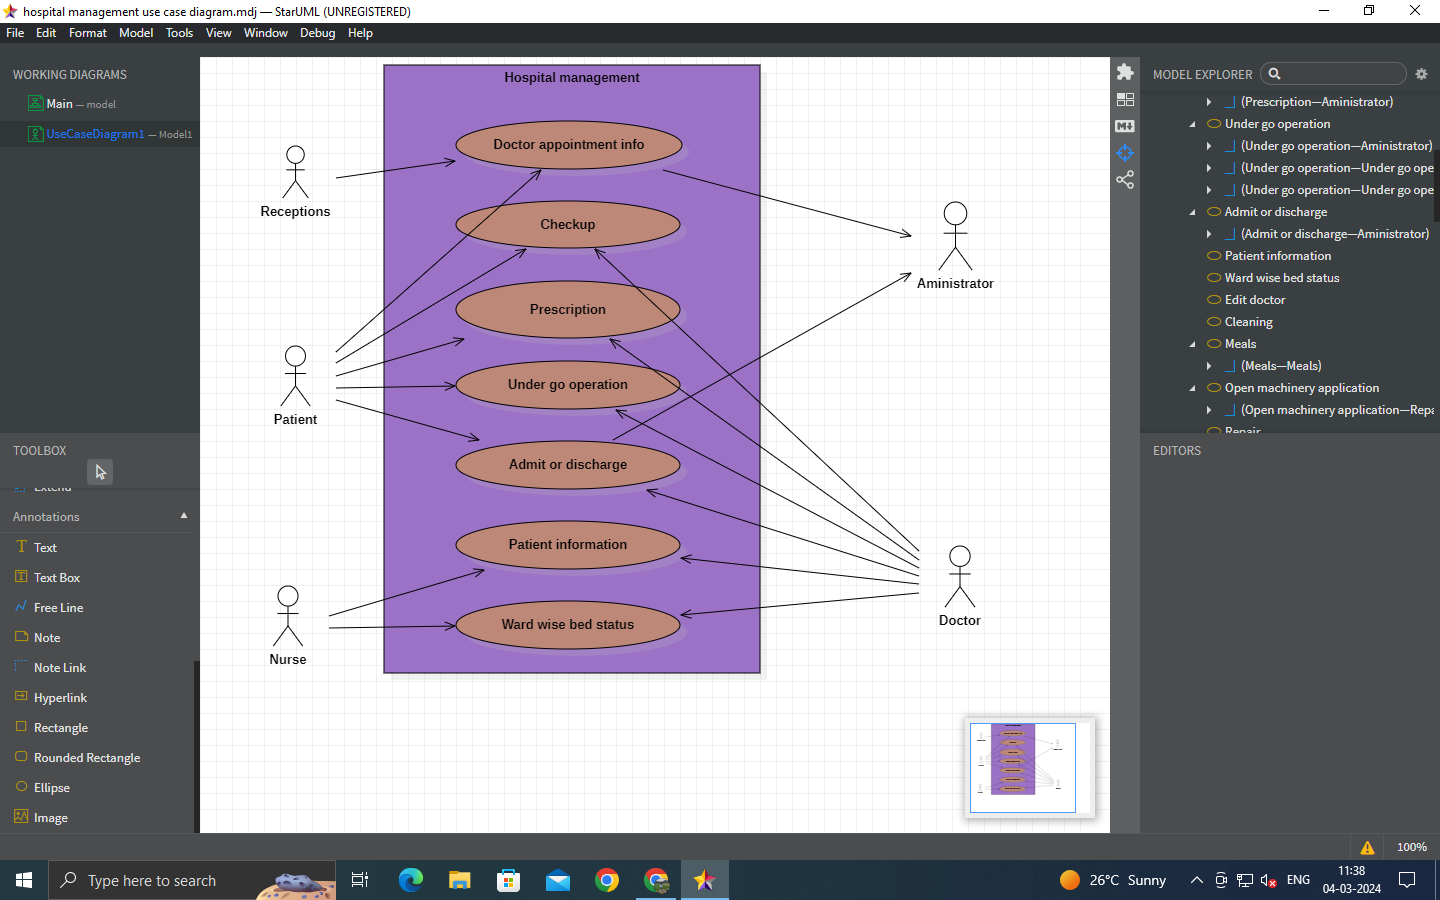 hospital management use case diagram.mdj — StarUML (UNREGISTERED)
File Edit Format Model Tools View Window Debug Help
WORKING DIAGRAMS
Main — model
UseCaseDiagram1 — Model1
TOOLBOX
Extend
Annotations
Text
Text Box
Free Line
Note
Note Link
Hyperlink
Rectangle
Rounded Rectangle
Ellipse
Image
Hospital management
Doctor appointment info
Checkup
Prescription
Under go operation
Admit or discharge
Patient information
Ward wise bed status
Receptions
Patient
Nurse
Aministrator
Doctor
MODEL EXPLORER
(Prescription—Aministrator)
Under go operation
(Under go operation—Aministrator)
(Under go operation—Under go ope
(Under go operation—Under go ope
Admit or discharge
(Admit or discharge—Aministrator)
Patient information
Ward wise bed status
Edit doctor
Cleaning
Meals
(Meals—Meals)
Open machinery application
(Open machinery application—Repa
Repair
EDITORS
100%
Type here to search
26°C Sunny
ENG
11:38
04-03-2024